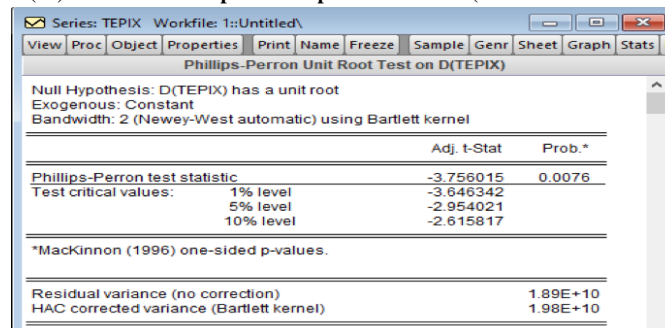 Series: TEPIX Workfile: 1::Untitled\
View Proc Object Properties Print Name Freeze Sample Genr Sheet Graph Stats
Phillips-Perron Unit Root Test on D(TEPIX)
Null Hypothesis: D(TEPIX) has a unit root
Exogenous: Constant
Bandwidth: 2 (Newey-West automatic) using Bartlett kernel
Adj. t-Stat Prob.*
Phillips-Perron test statistic -3.756015 0.0076
Test critical values: 1% level -3.646342
5% level -2.954021
10% level -2.615817
*MacKinnon (1996) one-sided p-values.
Residual variance (no correction) 1.89E+10
HAC corrected variance (Bartlett kernel) 1.98E+10